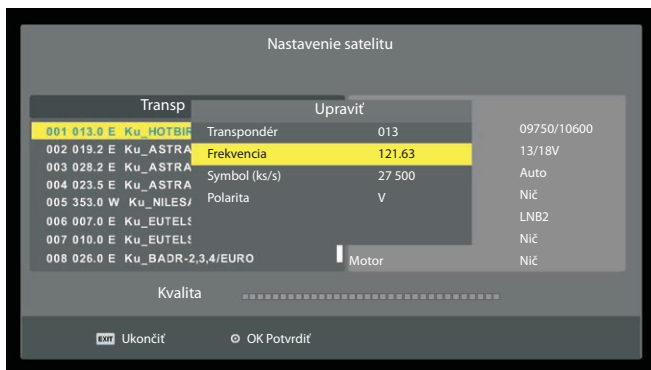 Nastavenie satelitu
Transp
Upraviť
001 013.0 E Ku_HOTBIR
002 019.2 E Ku_ASTRA
003 028.2 E Ku_ASTRA
004 023.5 E Ku_ASTRA
005 353.0 W Ku_NILESA
006 007.0 E Ku_EUTELS
007 010.0 E Ku_EUTELS
008 026.0 E Ku_BADR-2,3,4/EURO
Transpondér 013
Frekvencia 121.63
Symbol (ks/s) 27 500
Polarita V
09750/10600
13/18V
Auto
Nič
LNB2
Nič
Motor Nič
Kvalita
EXIT Ukončiť OK Potvrdiť